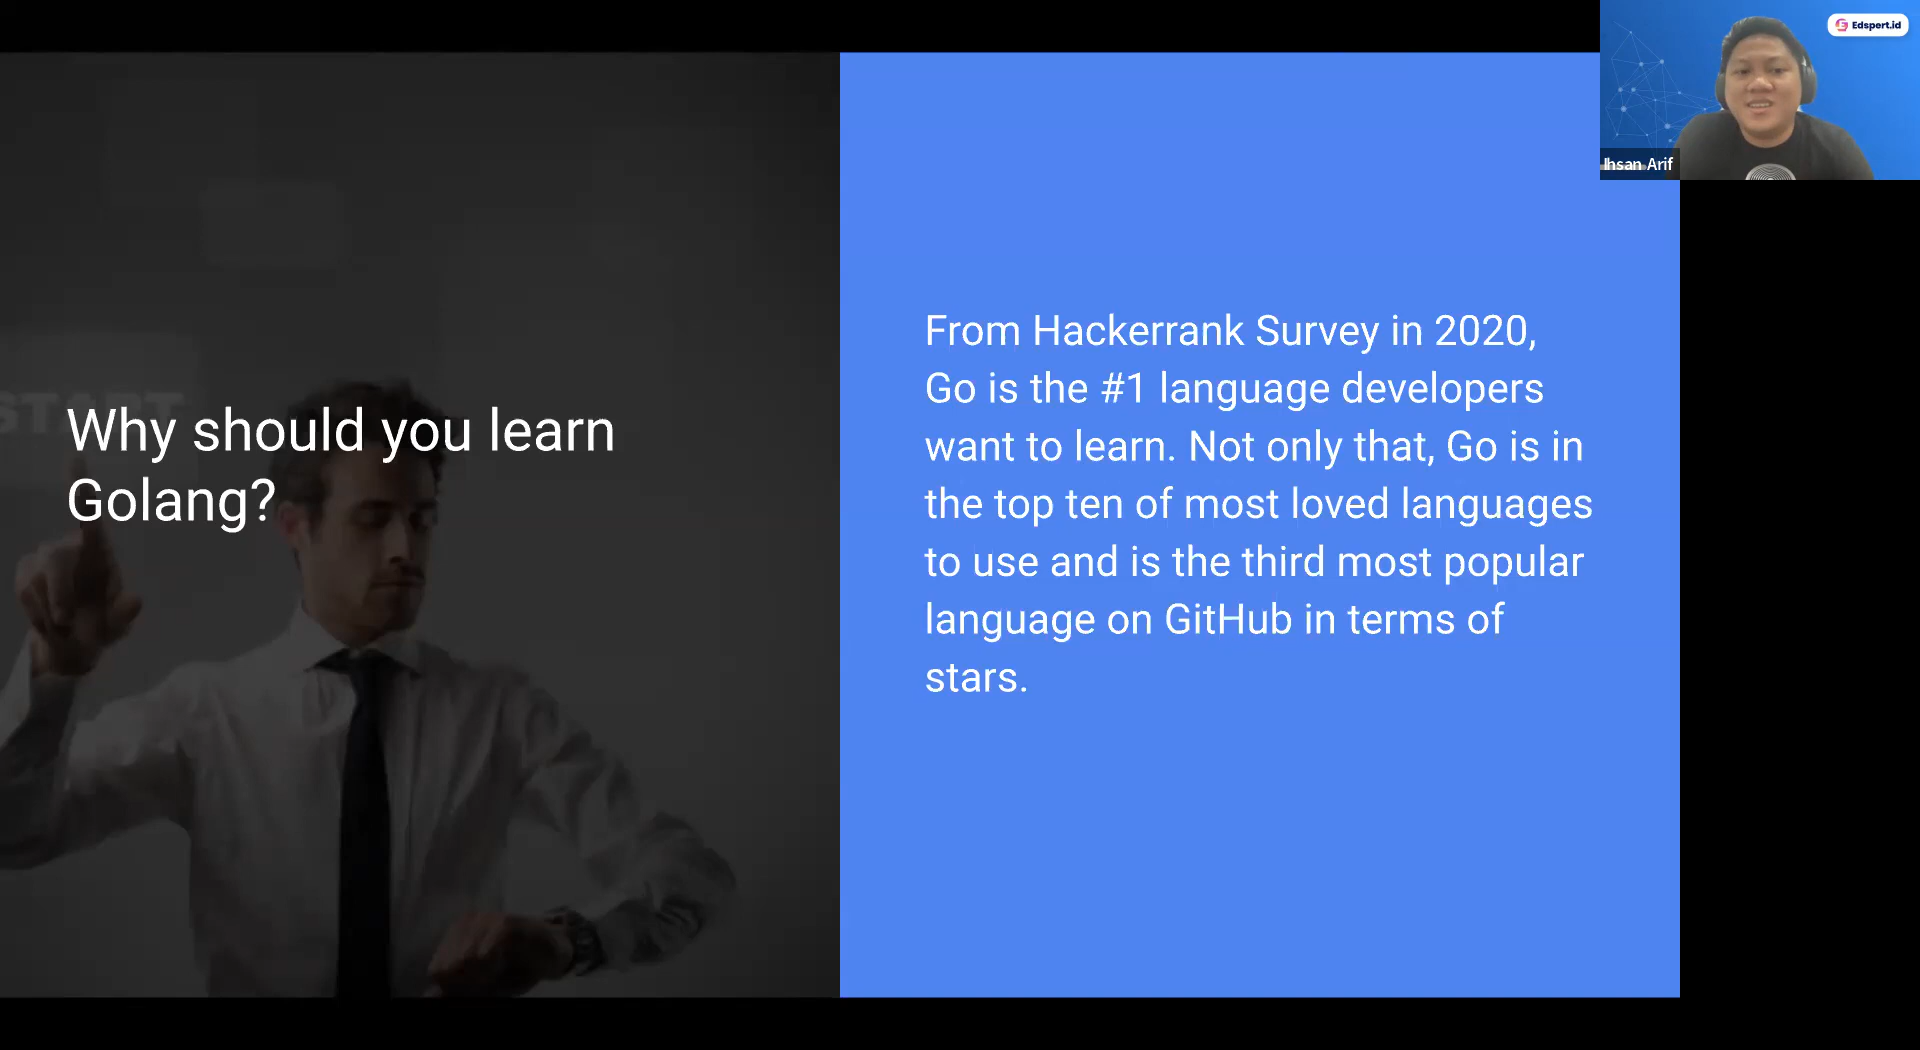 Edspert.id
Ihsan Arif
START
Why should you learn
Golang?
From Hackerrank Survey in 2020,
Go is the #1 language developers
want to learn. Not only that, Go is in
the top ten of most loved languages
to use and is the third most popular
language on GitHub in terms of
stars.